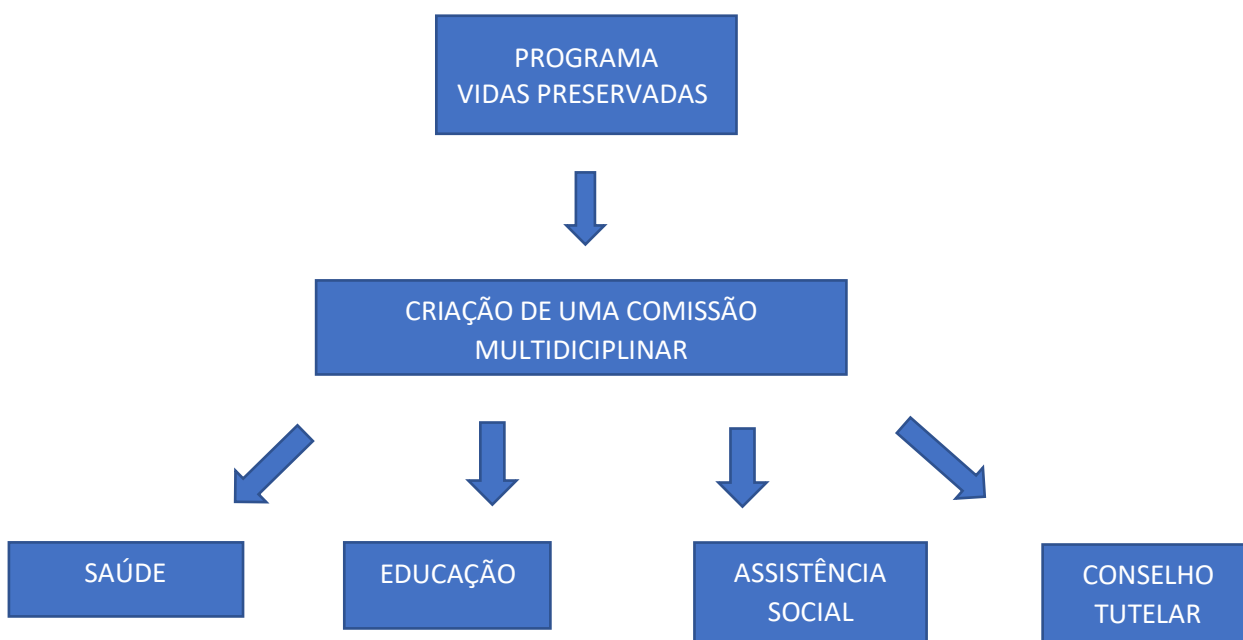 PROGRAMA
VIDAS PRESERVADAS
CRIAÇÃO DE UMA COMISSÃO
MULTIDICIPLINAR
SAÚDE
EDUCAÇÃO
ASSISTÊNCIA
SOCIAL
CONSELHO
TUTELAR